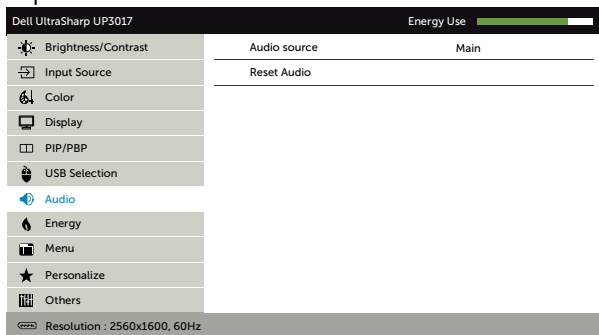 Dell UltraSharp UP3017 Energy Use
Brightness/Contrast Audio source Main
Input Source Reset Audio
Color
Display
PIP/PBP
USB Selection
Audio
Energy
Menu
Personalize
Others
Resolution : 2560x1600, 60Hz